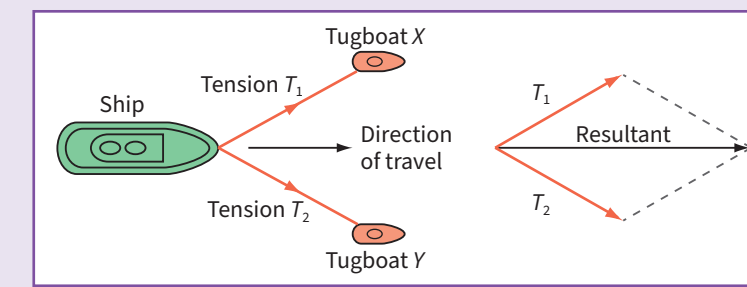 Tugboat X
Tension T₁
Ship
Direction
of travel
Tension T₂
Tugboat Y
T₁
Resultant
T₂